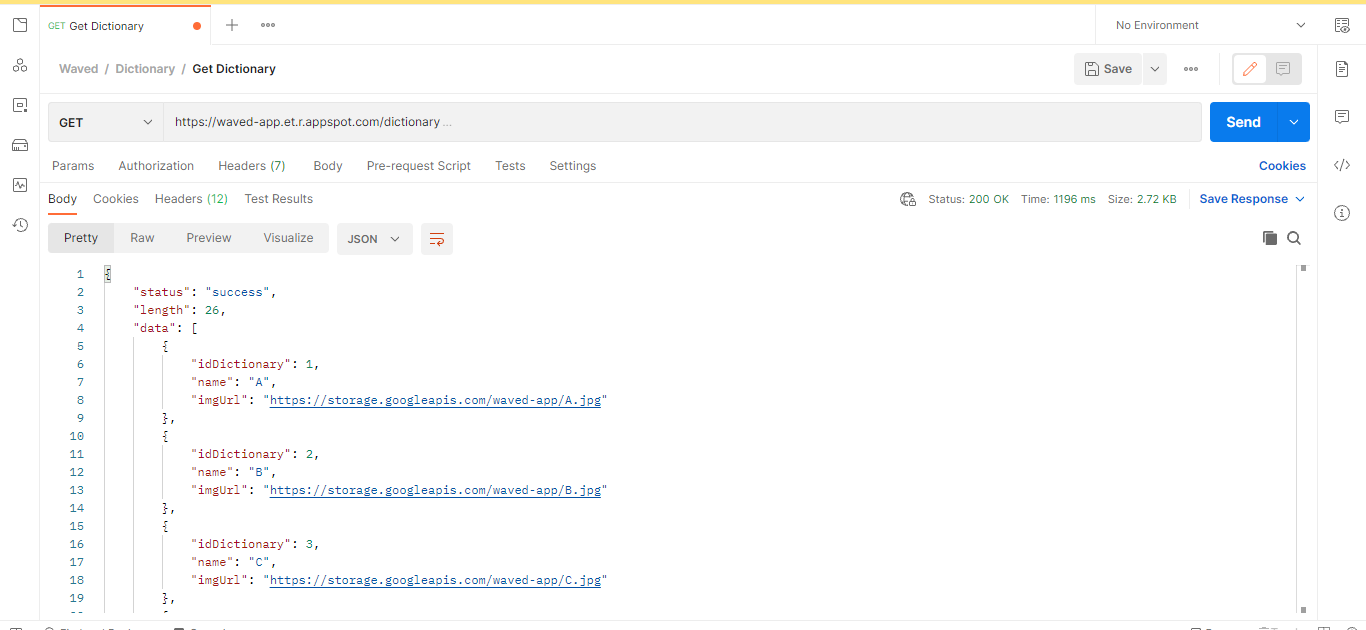 GET Get Dictionary
No Environment
Waved / Dictionary / Get Dictionary
Save
GET
https://waved-app.et.r.appspot.com/dictionary ...
Send
Params Authorization Headers (7) Body Pre-request Script Tests Settings Cookies
Body Cookies Headers (12) Test Results
Status: 200 OK Time: 1196 ms Size: 2.72 KB Save Response
Pretty Raw Preview Visualize JSON
1 {
2 "status": "success",
3 "length": 26,
4 "data": [
5 {
6 "idDictionary": 1,
7 "name": "A",
8 "imgUrl": "https://storage.googleapis.com/waved-app/A.jpg"
9 },
10 {
11 "idDictionary": 2,
12 "name": "B",
13 "imgUrl": "https://storage.googleapis.com/waved-app/B.jpg"
14 },
15 {
16 "idDictionary": 3,
17 "name": "C",
18 "imgUrl": "https://storage.googleapis.com/waved-app/C.jpg"
19 },